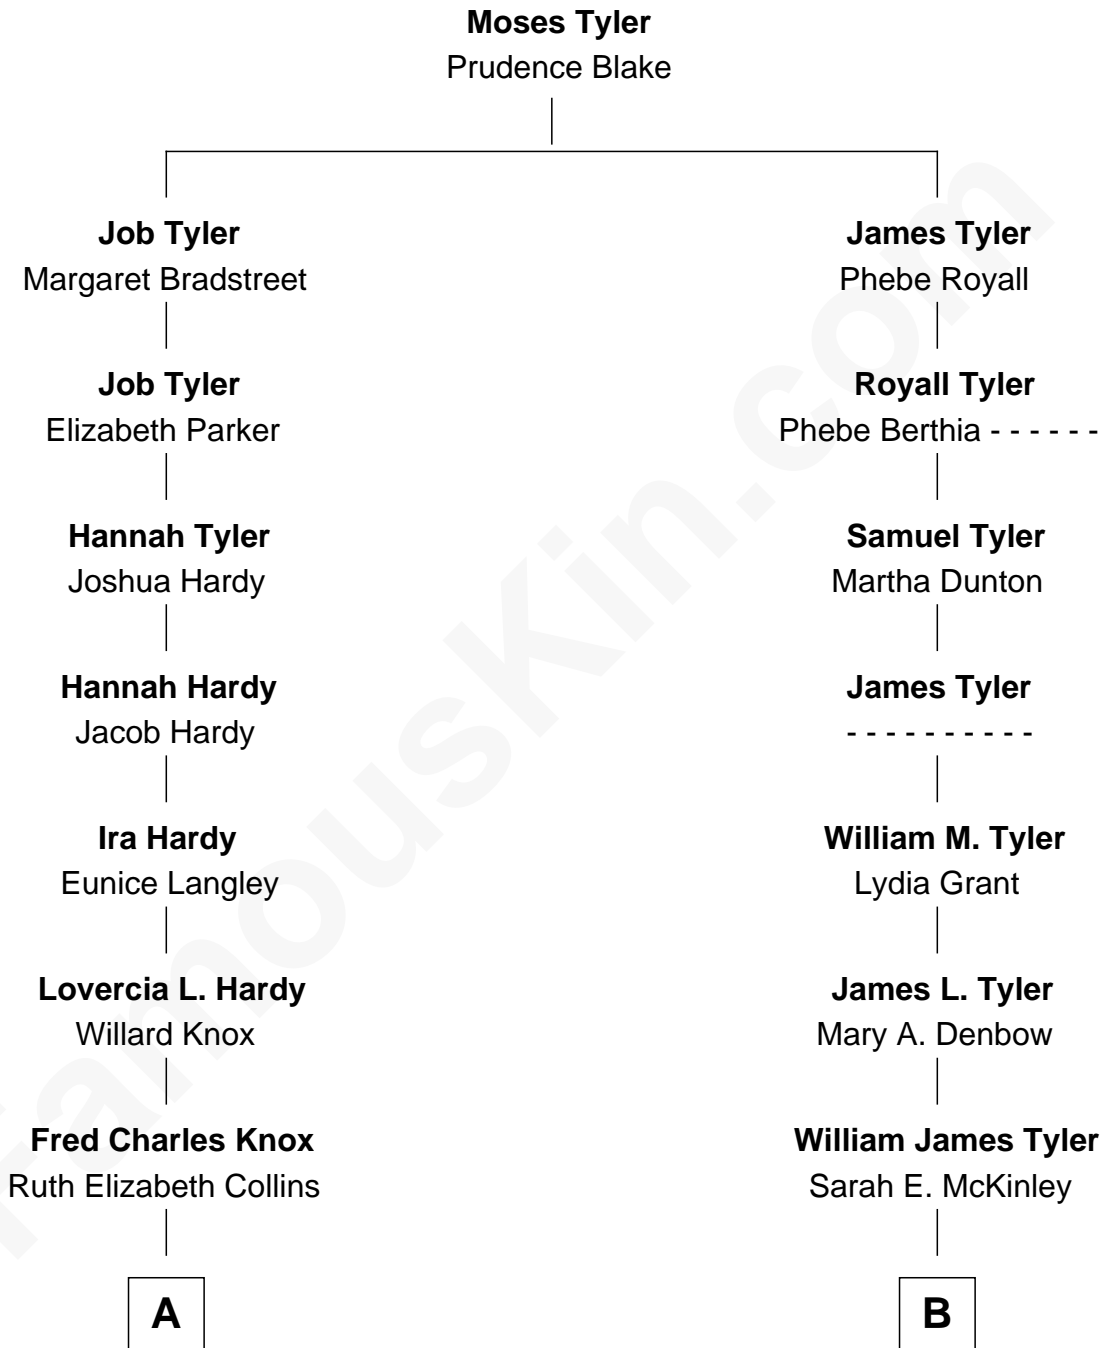 Moses Tyler
Prudence Blake
Job Tyler
Margaret Bradstreet
James Tyler
Phebe Royall
Job Tyler
Elizabeth Parker
Royall Tyler
Phebe Berthia - - - - - -
Hannah Tyler
Joshua Hardy
Samuel Tyler
Martha Dunton
Hannah Hardy
Jacob Hardy
James Tyler
- - - - - - - - - -
Ira Hardy
Eunice Langley
William M. Tyler
Lydia Grant
Lovercia L. Hardy
Willard Knox
James L. Tyler
Mary A. Denbow
Fred Charles Knox
Ruth Elizabeth Collins
William James Tyler
Sarah E. McKinley
A
B
FamousKin.com